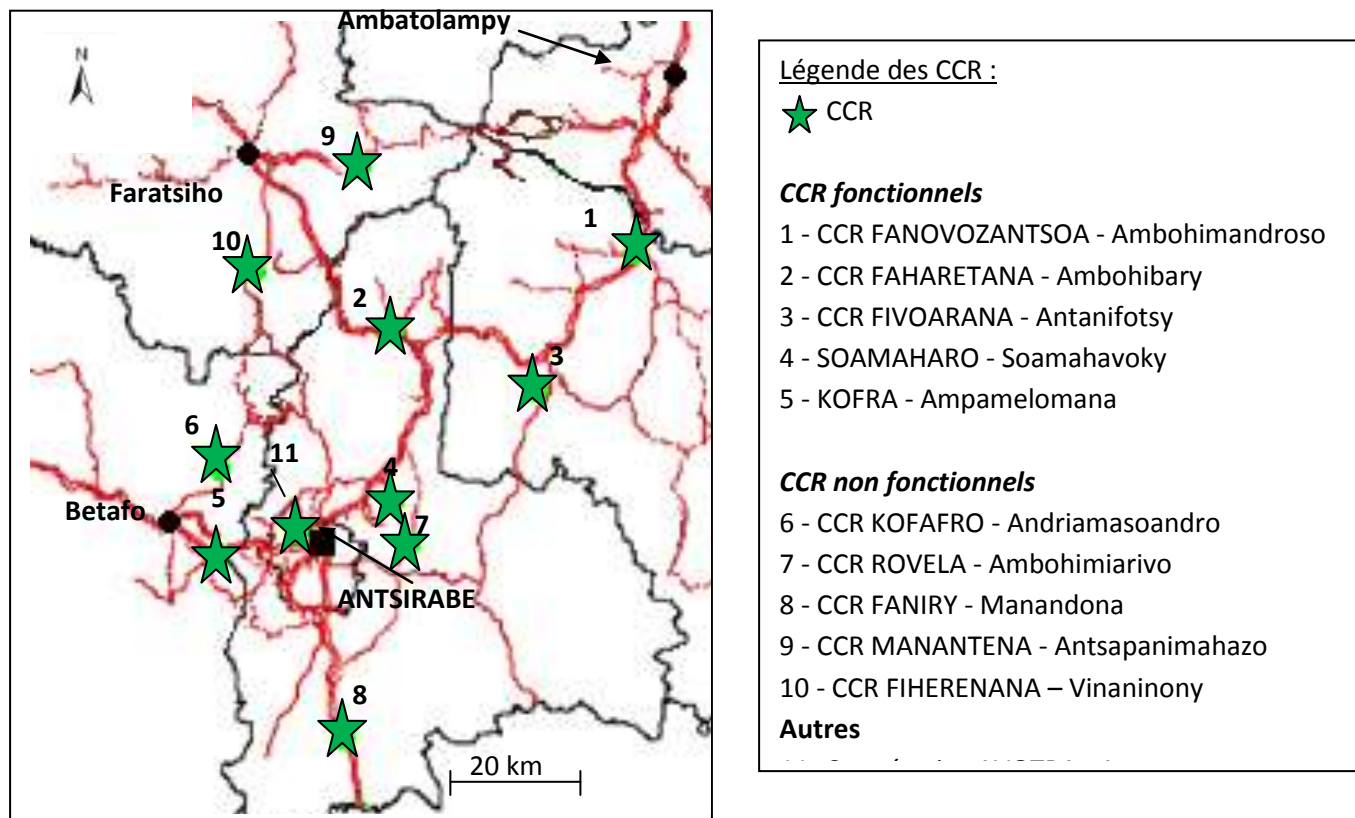 Ambatolampy
N
9
Faratsiho
1
10
2
3
6
11
4
5
Betafo
7
ANTSIRABE
8
20 km
Légende des CCR :
CCR
CCR fonctionnels
1 - CCR FANOVOZANTSOA - Ambohimandroso
2 - CCR FAHARETANA - Ambohibary
3 - CCR FIVOARANA - Antanifotsy
4 - SOAMAHARO - Soamahavoky
5 - KOFRA - Ampamelomana
CCR non fonctionnels
6 - CCR KOFAFRO - Andriamasoandro
7 - CCR ROVELA - Ambohimiarivo
8 - CCR FANIRY - Manandona
9 - CCR MANANTENA - Antsapanimahazo
10 - CCR FIHERENANA – Vinaninony
Autres